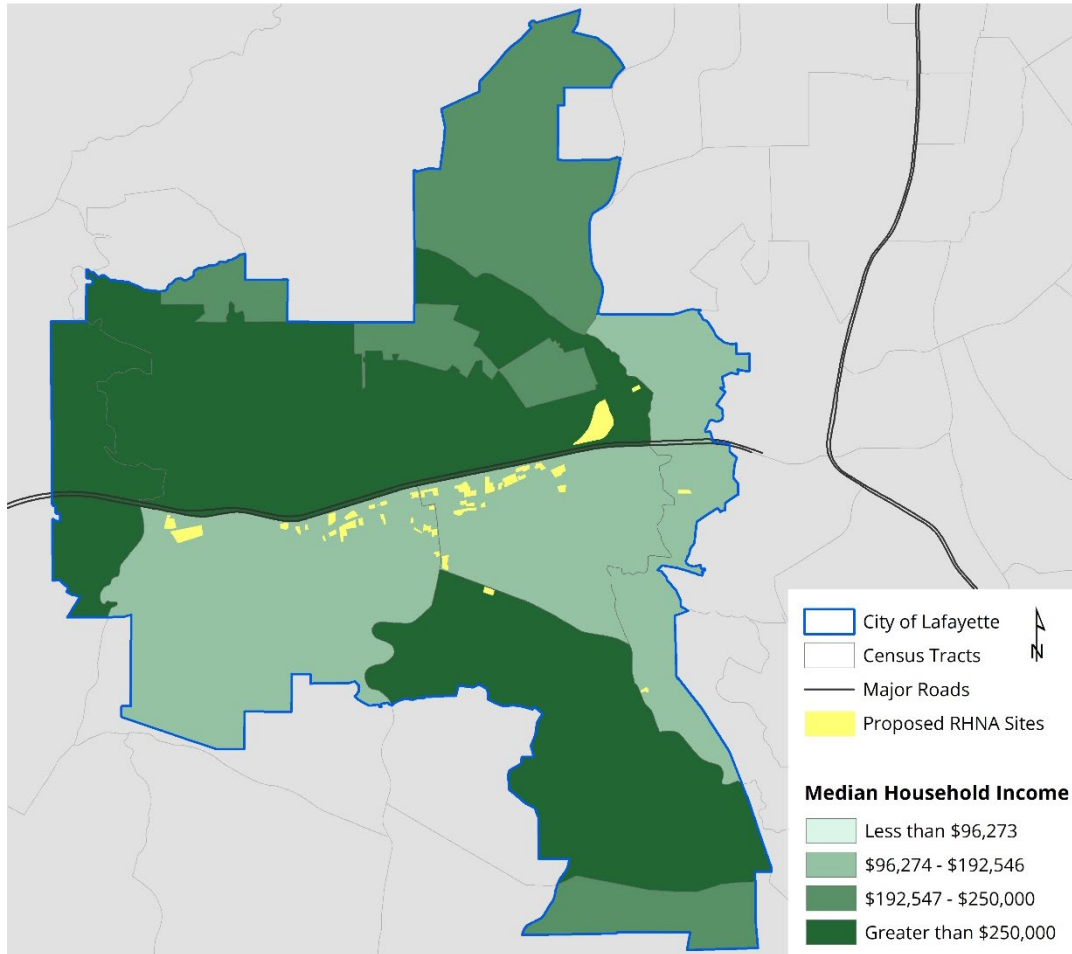 City of Lafayette
N
Census Tracts
Major Roads
Proposed RHNA Sites
Median Household Income
Less than $96,273
$96,274 - $192,546
$192,547 - $250,000
Greater than $250,000